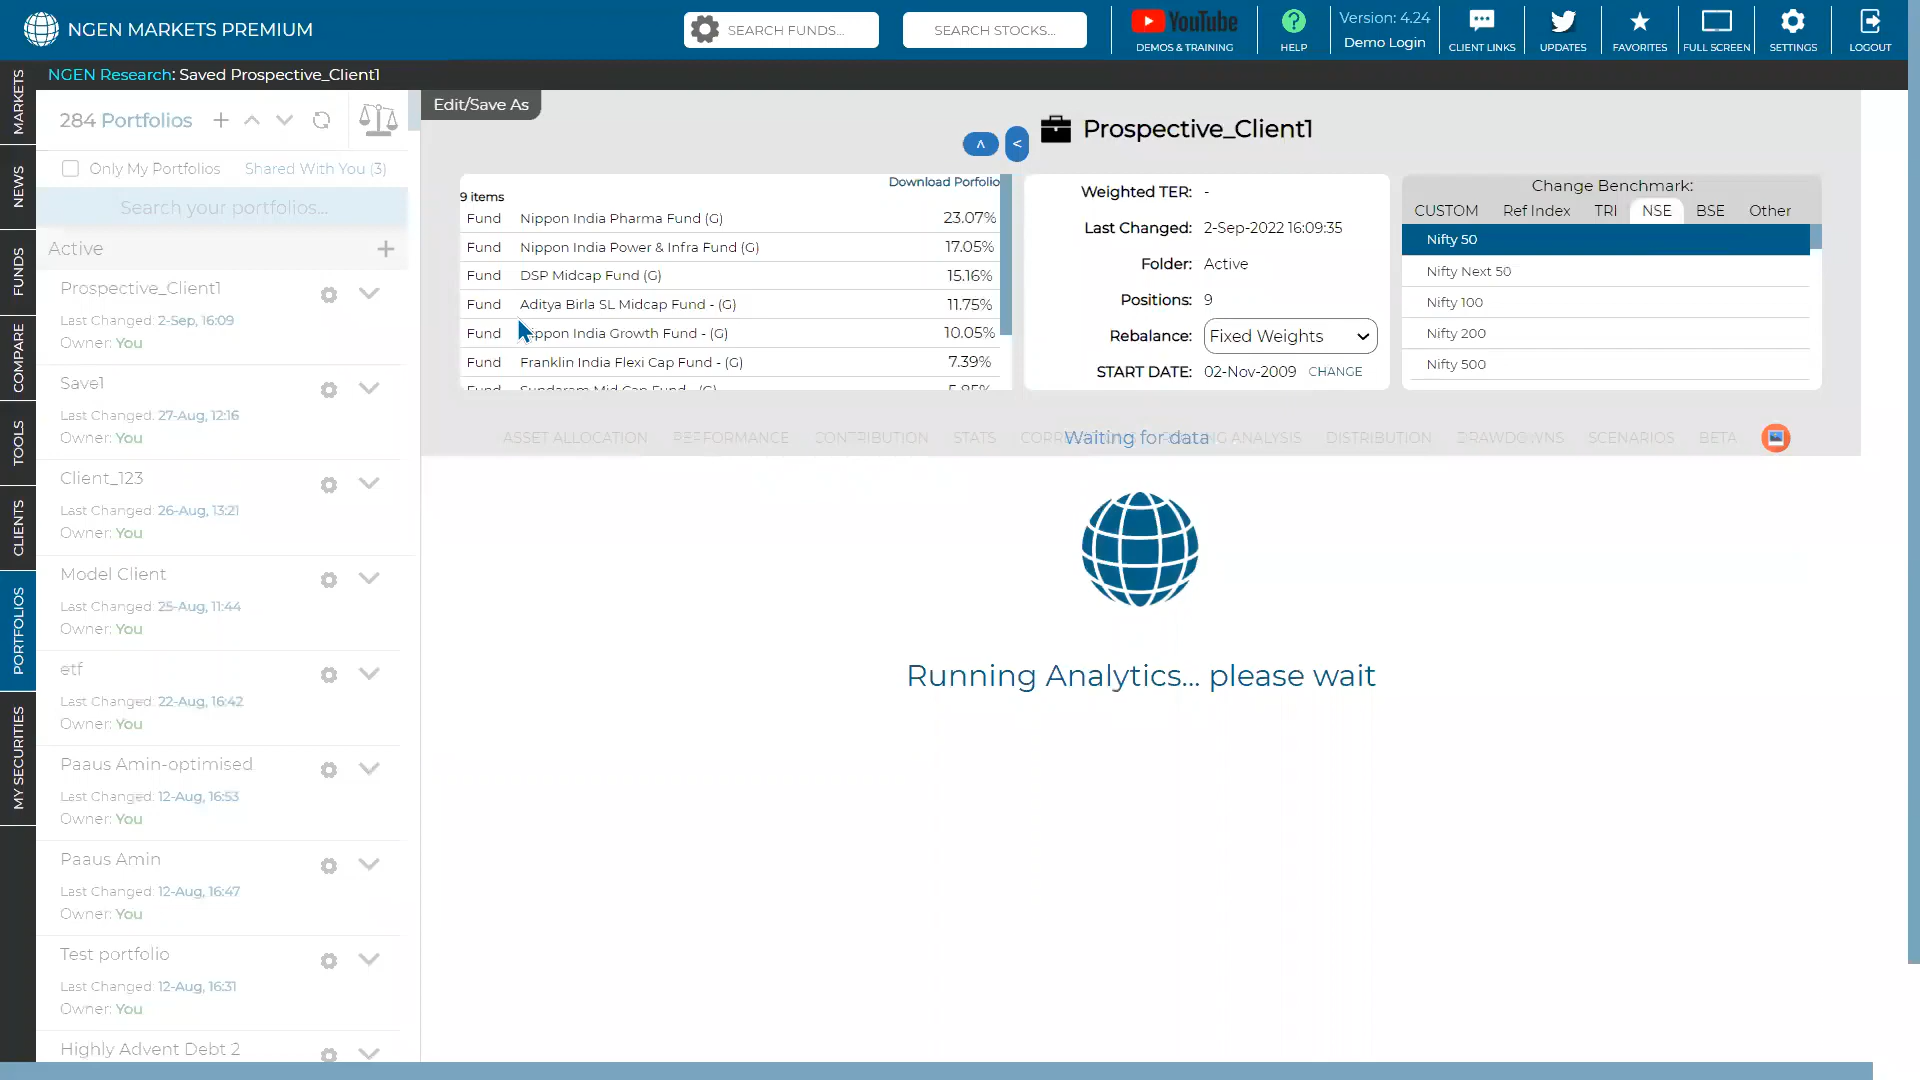 NGEN MARKETS PREMIUM
SEARCH FUNDS...
SEARCH STOCKS...
YouTube
DEMOS & TRAINING
HELP
Version: 4.24
Demo Login
CLIENT LINKS
UPDATES
FAVORITES
FULL SCREEN
SETTINGS
LOGOUT
NGEN Research: Saved Prospective_Client1
MARKETS
NEWS
FUNDS
COMPARE
TOOLS
CLIENTS
PORTFOLIOS
MY SECURITIES
284 Portfolios
Only My Portfolios Shared With You (3)
Search your portfolios...
Active
Prospective_Client1
Last Changed: 2-Sep, 16:09
Owner: You
Save1
Last Changed: 27-Aug, 12:16
Owner: You
Client_123
Last Changed: 26-Aug, 13:21
Owner: You
Model Client
Last Changed: 25-Aug, 11:44
Owner: You
etf
Last Changed: 22-Aug, 16:42
Owner: You
Paaus Amin-optimised
Last Changed: 12-Aug, 16:53
Owner: You
Paaus Amin
Last Changed: 12-Aug, 16:47
Owner: You
Test portfolio
Last Changed: 12-Aug, 16:31
Owner: You
Highly Advent Debt 2
Edit/Save As
Prospective_Client1
Download Porfolio
9 items
Fund Nippon India Pharma Fund (G) 23.07%
Fund Nippon India Power & Infra Fund (G) 17.05%
Fund DSP Midcap Fund (G) 15.16%
Fund Aditya Birla SL Midcap Fund - (G) 11.75%
Fund Nippon India Growth Fund - (G) 10.05%
Fund Franklin India Flexi Cap Fund - (G) 7.39%
Fund Sundaram Mid Cap Fund - (G) 5.85%
Weighted TER: -
Last Changed: 2-Sep-2022 16:09:35
Folder: Active
Positions: 9
Rebalance: Fixed Weights
START DATE: 02-Nov-2009 CHANGE
Change Benchmark:
CUSTOM Ref Index TRI NSE BSE Other
Nifty 50
Nifty Next 50
Nifty 100
Nifty 200
Nifty 500
ASSET ALLOCATION PERFORMANCE CONTRIBUTION STATS ANALYSIS DISTRIBUTION DRAWDOWNS SCENARIOS BETA
Waiting for data
Running Analytics... please wait